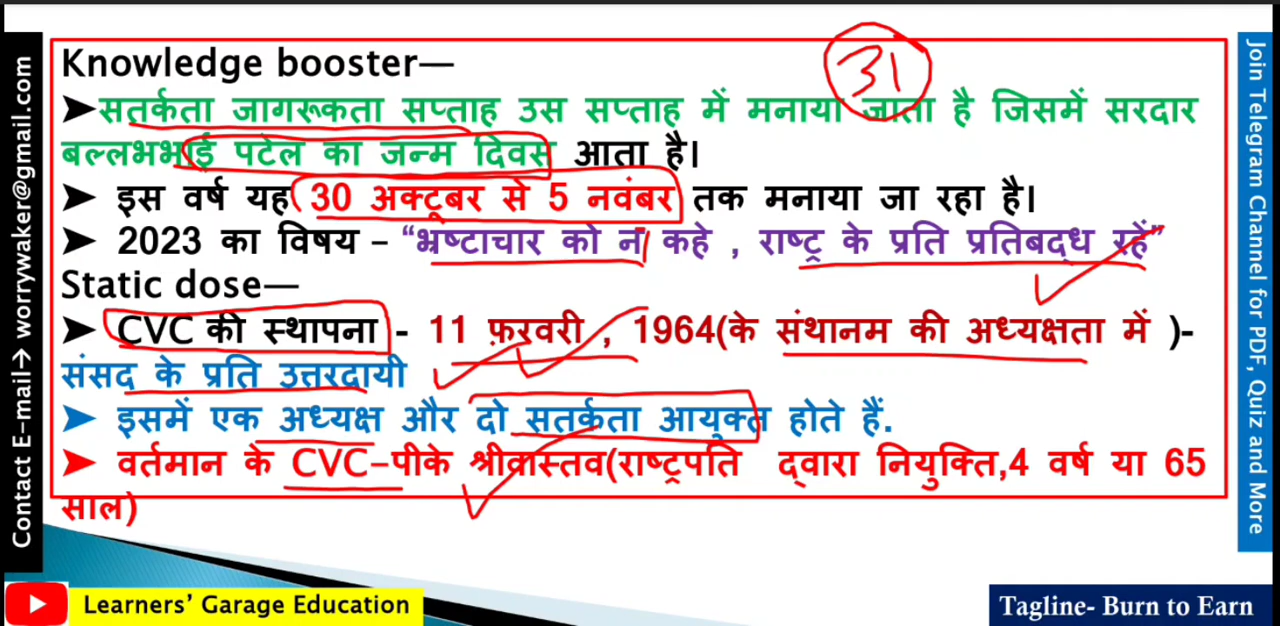 Knowledge booster—
31
➤सतर्कता जागरूकता सप्ताह उस सप्ताह में मनाया जाता है जिसमें सरदार
बल्लभभाई पटेल का जन्म दिवस आता है।
➤ इस वर्ष यह 30 अक्टूबर से 5 नवंबर तक मनाया जा रहा है।
➤ 2023 का विषय – “भ्रष्टाचार को न कहे , राष्ट्र के प्रति प्रतिबद्ध रहें”
Static dose—
➤ CVC की स्थापना - 11 फ़रवरी , 1964(के संथानम की अध्यक्षता में )-
संसद के प्रति उत्तरदायी
➤ इसमें एक अध्यक्ष और दो सतर्कता आयुक्त होते हैं.
➤ वर्तमान के CVC–पीके श्रीवास्तव(राष्ट्रपति द्वारा नियुक्ति,4 वर्ष या 65
साल)
Contact E-mail→ worrywaker@gmail.com
Join Telegram Channel for PDF, Quiz and More
Learners’ Garage Education
Tagline- Burn to Earn